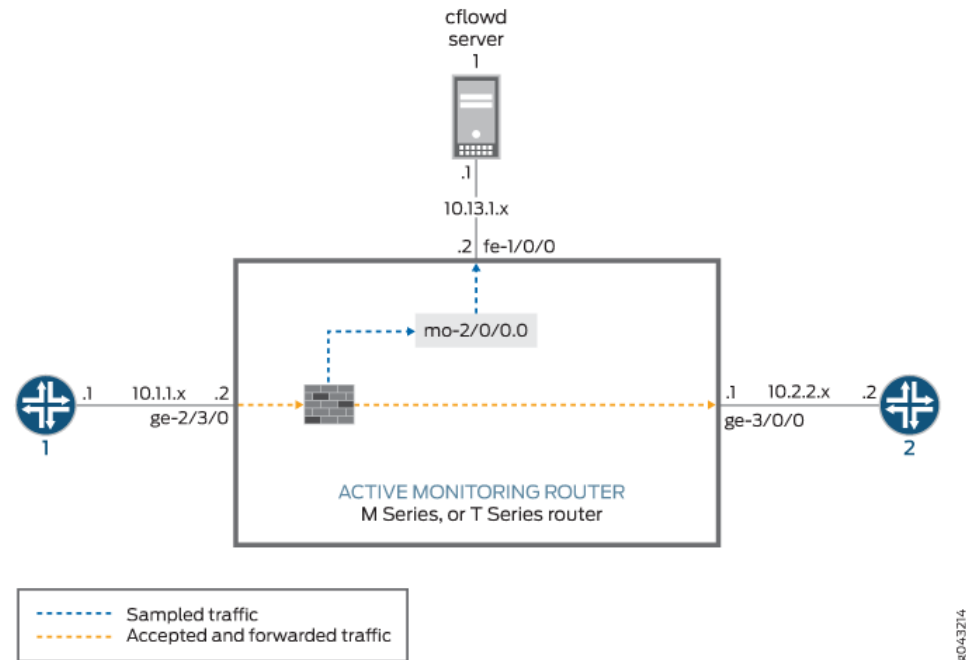 cflowd
server
1
.1
10.13.1.x
.2 fe-1/0/0
mo-2/0/0.0
.1 10.1.1.x .2
ge-2/3/0
1
.1 10.2.2.x .2
ge-3/0/0
2
ACTIVE MONITORING ROUTER
M Series, or T Series router
Sampled traffic
Accepted and forwarded traffic
g043214